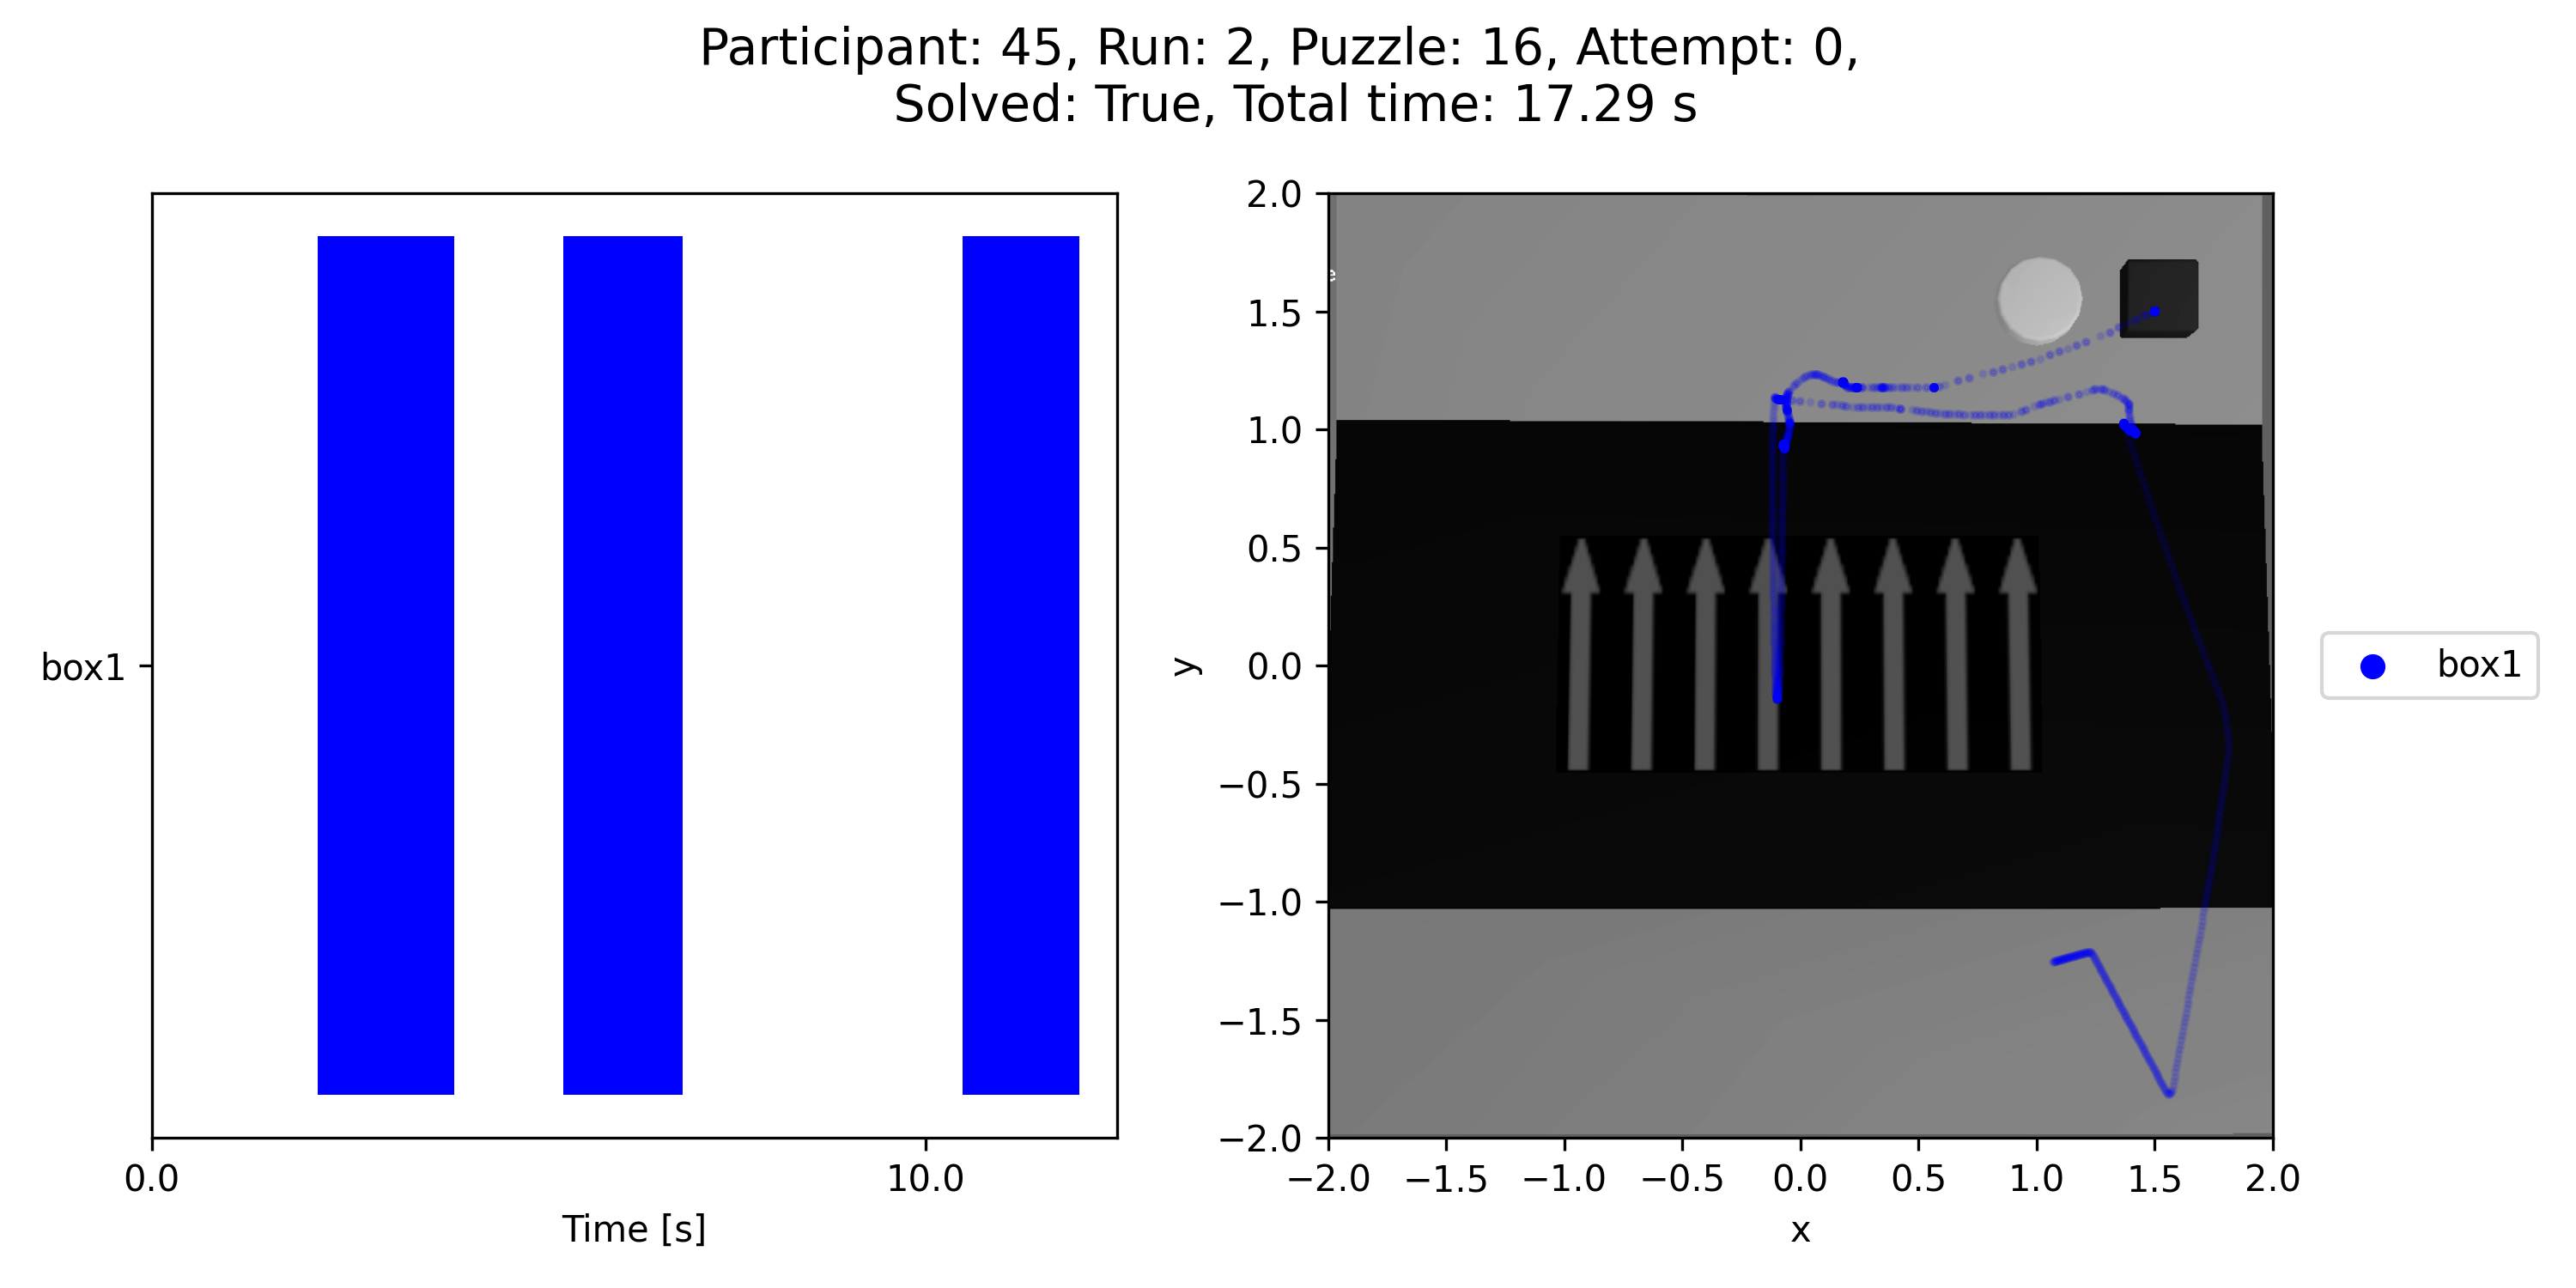 Participant: 45, Run: 2, Puzzle: 16, Attempt: 0,
Solved: True, Total time: 17.29 s
box1
0.0 10.0
Time [s]
2.0
1.5
1.0
0.5
0.0
−0.5
−1.0
−1.5
−2.0
y
−2.0 −1.5 −1.0 −0.5 0.0 0.5 1.0 1.5 2.0
x
e
box1